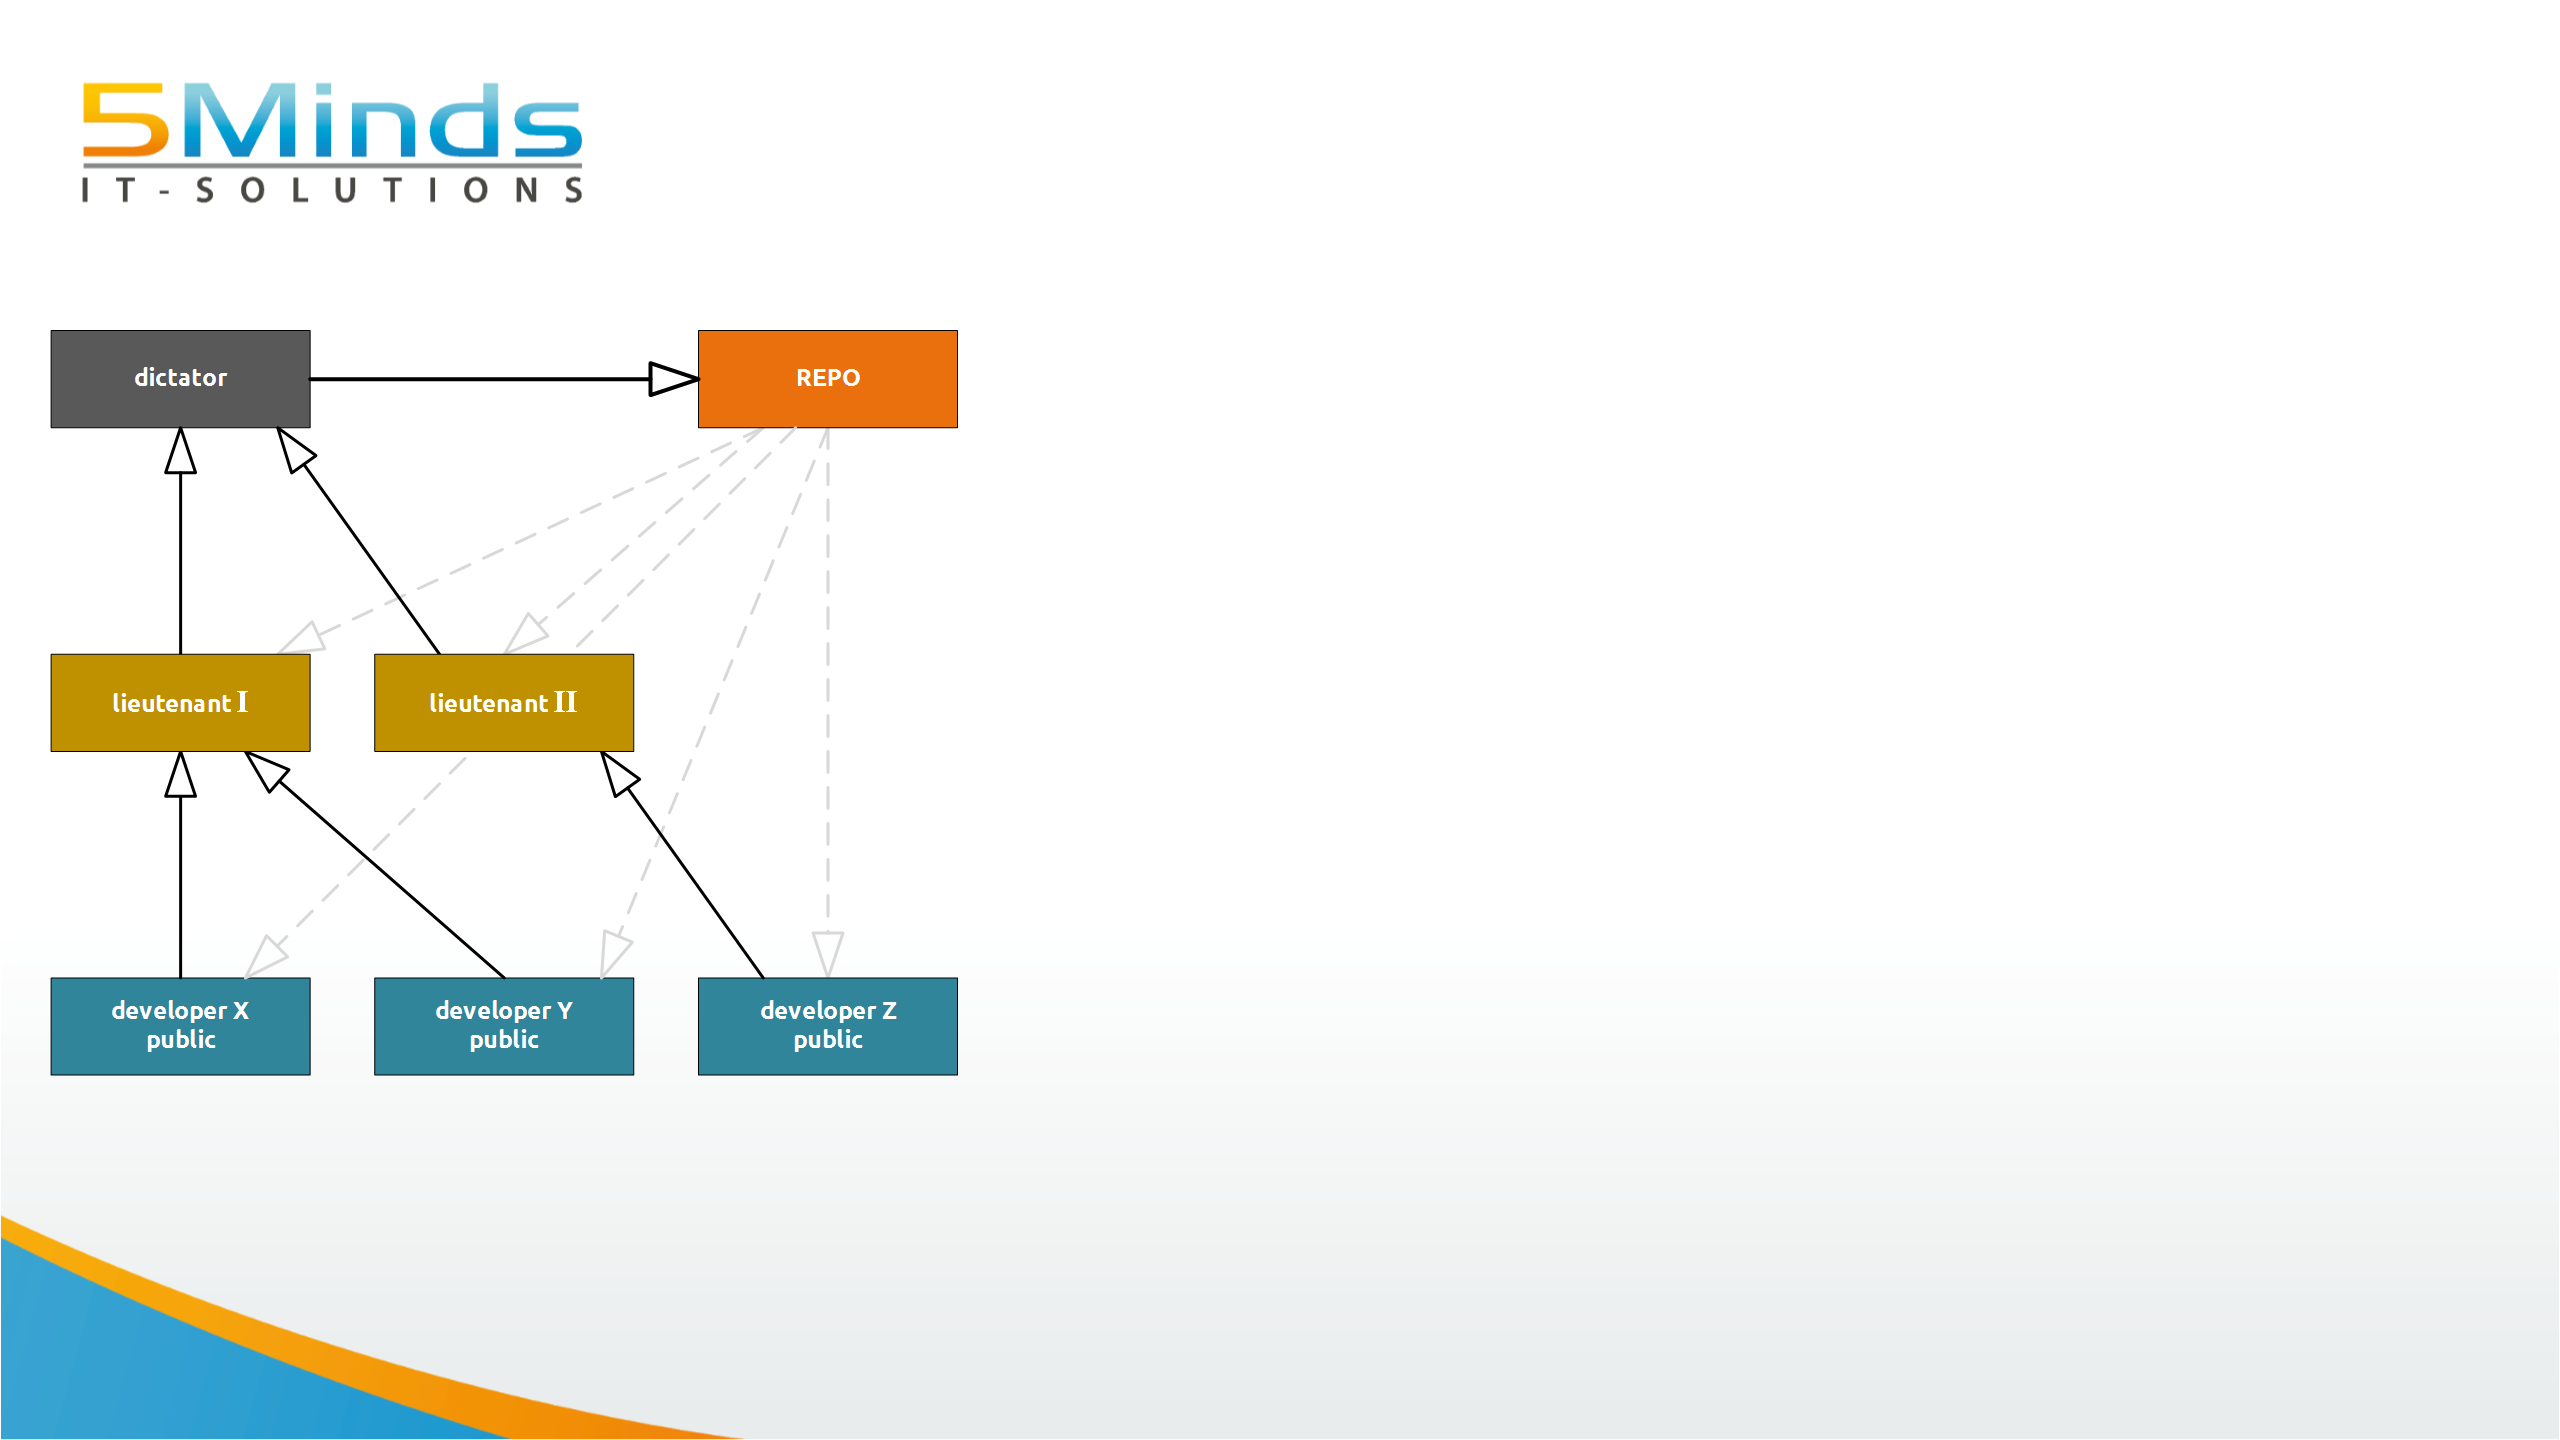 5Minds
IT-SOLUTIONS
dictator
REPO
lieutenant I
lieutenant II
developer X
public
developer Y
public
developer Z
public